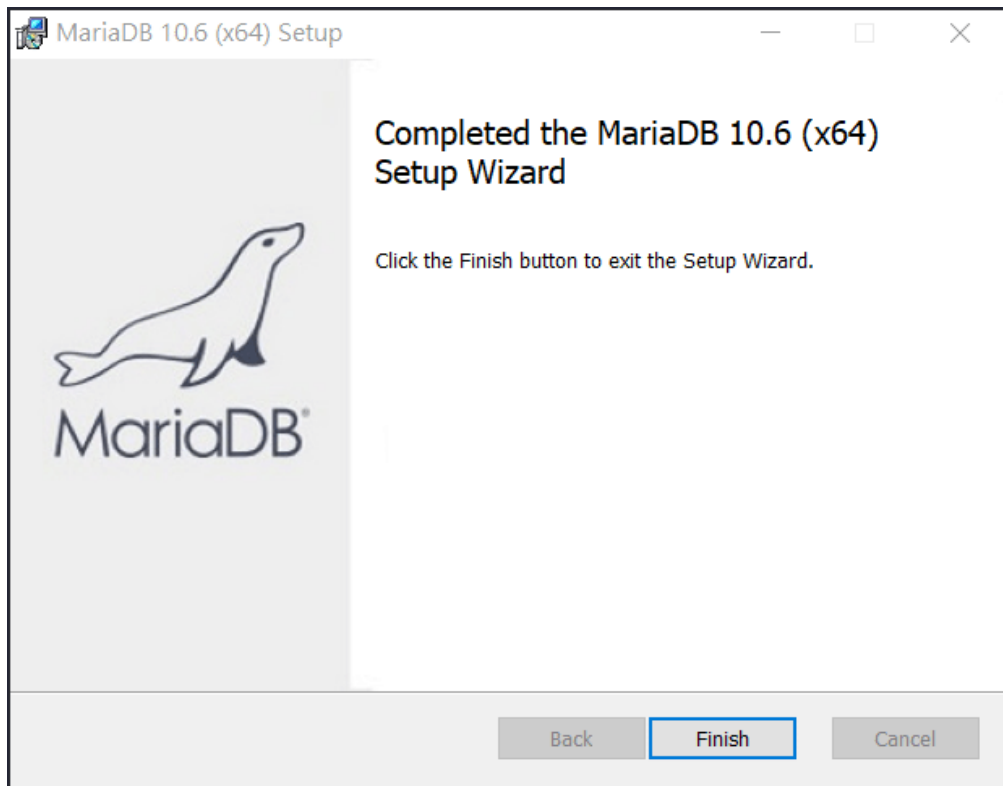 MariaDB 10.6 (x64) Setup
Completed the MariaDB 10.6 (x64)
Setup Wizard
Click the Finish button to exit the Setup Wizard.
MariaDB®
Back
Finish
Cancel